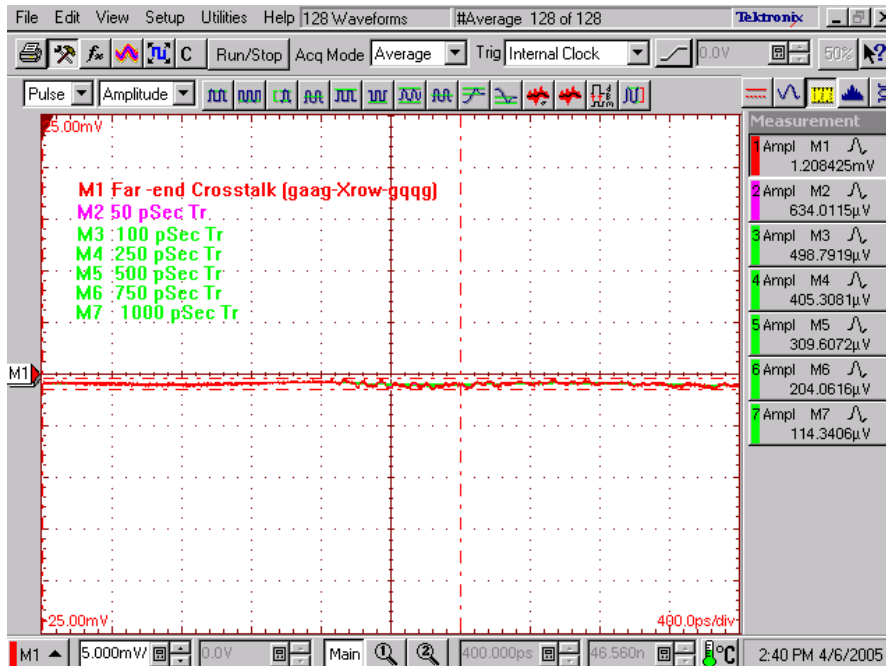 File Edit View Setup Utilities Help 128 Waveforms #Average 128 of 128 Tektronix
C Run/Stop Acq Mode Average Trig Internal Clock 0.0V 50% ?
Pulse Amplitude
25.00mV
M1 Far -end Crosstalk (gaag-Xrow-gqqg)
M2 50 pSec Tr
M3 :100 pSec Tr
M4 :250 pSec Tr
M5 500 pSec Tr
M6 :750 pSec Tr
M7 : 1000 pSec Tr
M1
-25.00mV
400.0ps/div
Measurement
1 Ampl M1
1.208425mV
2 Ampl M2
634.0115µV
3 Ampl M3
498.7919µV
4 Ampl M4
405.3081µV
5 Ampl M5
309.6072µV
6 Ampl M6
204.0616µV
7 Ampl M7
114.3406µV
M1 5.000mV/ 0.0V Main 1 2 400.000ps 46.560n °C 2:40 PM 4/6/2005